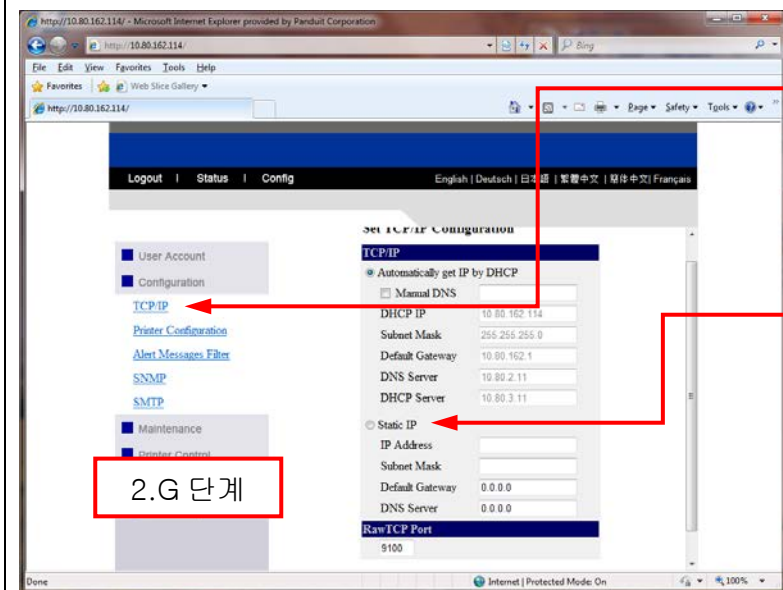 http://10.80.162.114/ - Microsoft Internet Explorer provided by Panduit Corporation
http://10.80.162.114/
Bing
File Edit View Favorites Tools Help
Favorites Web Slice Gallery
http://10.80.162.114/
Page Safety Tools
Logout | Status | Config
English | Deutsch | 日本語 | 繁體中文 | 簡体中文| Français
Set TCP/IP Configuration
User Account
Configuration
TCP/IP
Printer Configuration
Alert Messages Filter
SNMP
SMTP
Maintenance
Printer Control
2.G 단계
TCP/IP
Automatically get IP by DHCP
Manual DNS
DHCP IP 10.80.162.114
Subnet Mask 255.255.255.0
Default Gateway 10.80.162.1
DNS Server 10.80.2.11
DHCP Server 10.80.3.11
Static IP
IP Address
Subnet Mask
Default Gateway 0.0.0.0
DNS Server 0.0.0.0
RawTCP Port
9100
Done
Internet | Protected Mode: On
100%